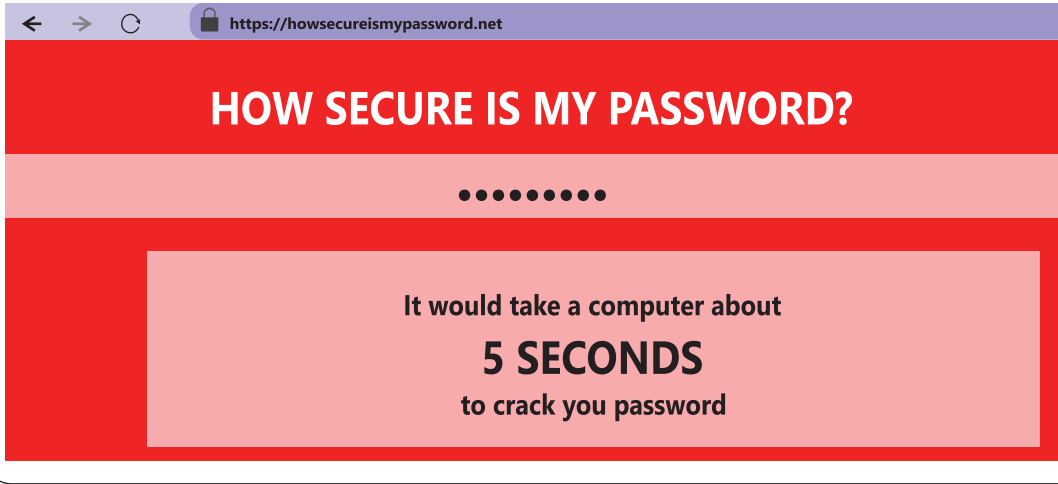 https://howsecureismypassword.net
HOW SECURE IS MY PASSWORD?
•••••••••
It would take a computer about
5 SECONDS
to crack you password